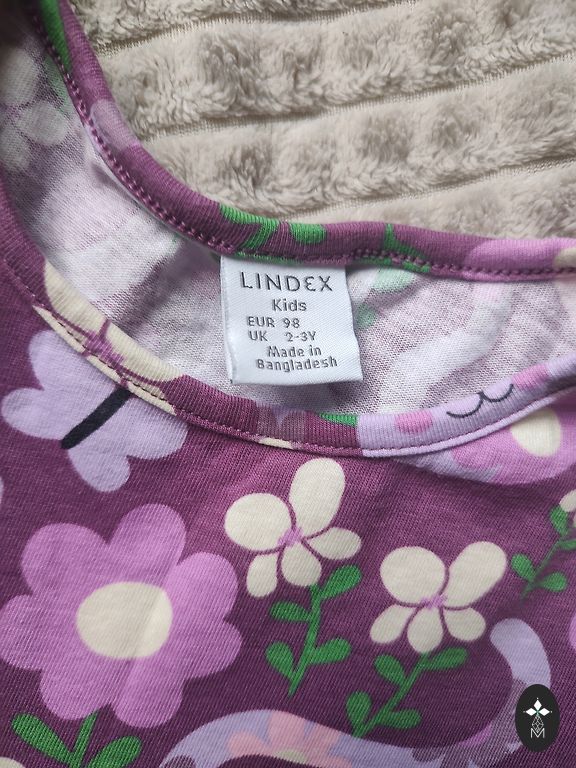 LINDEX
Kids
EUR 98
UK 2-3Y
Made in
Bangladesh
M